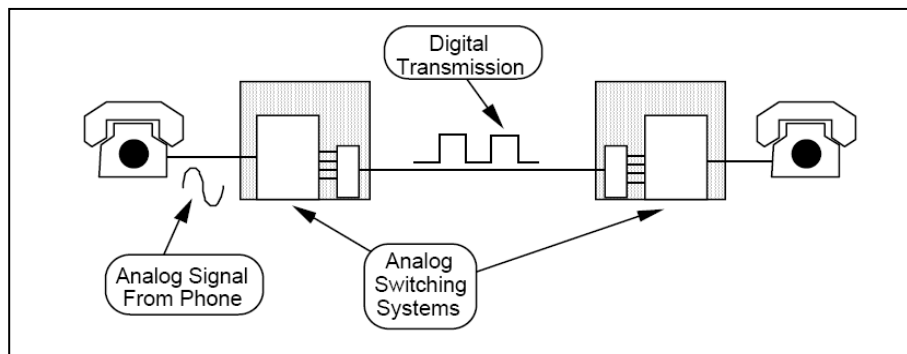 Digital
Transmission
Analog Signal
From Phone
Analog
Switching
Systems